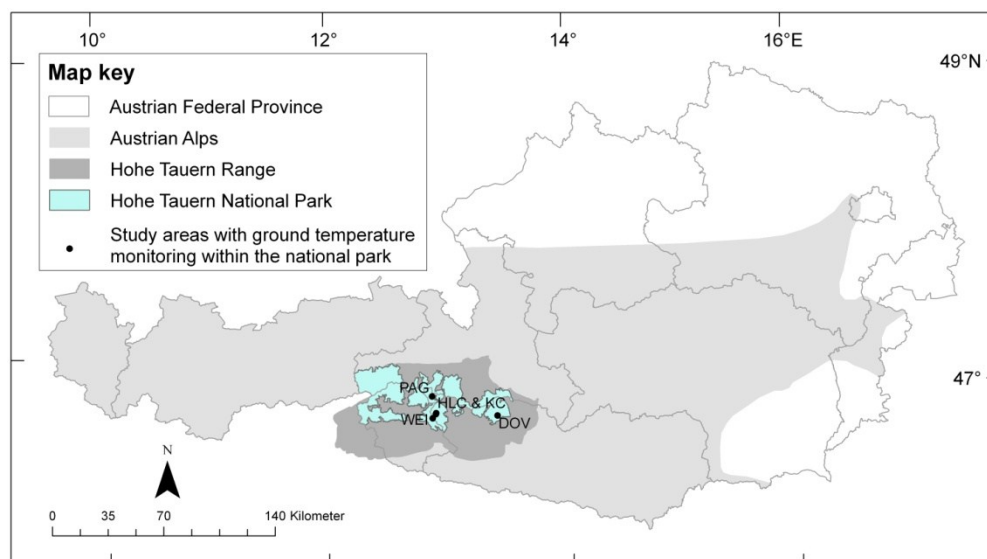 10°
12°
14°
16°E
49°N
Map key
Austrian Federal Province
Austrian Alps
Hohe Tauern Range
Hohe Tauern National Park
Study areas with ground temperature
monitoring within the national park
47°
PAG
HLC & KC
WEI
DOV
N
0 35 70 140 Kilometer